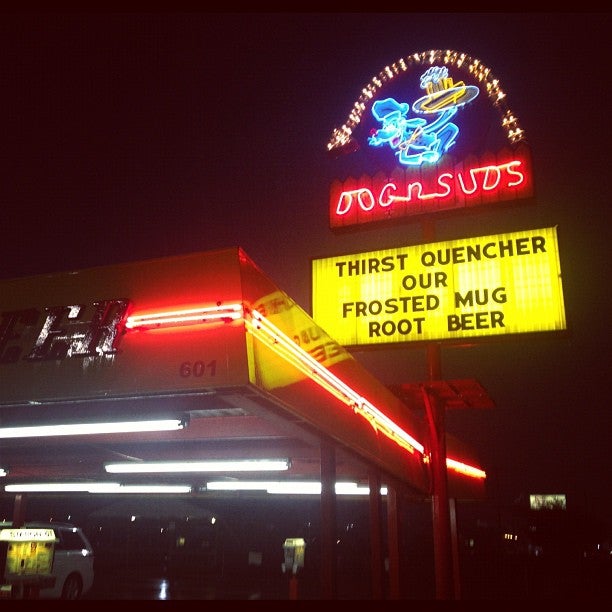 DOG n SUDS
THIRST QUENCHER
OUR
FROSTED MUG
ROOT BEER
601